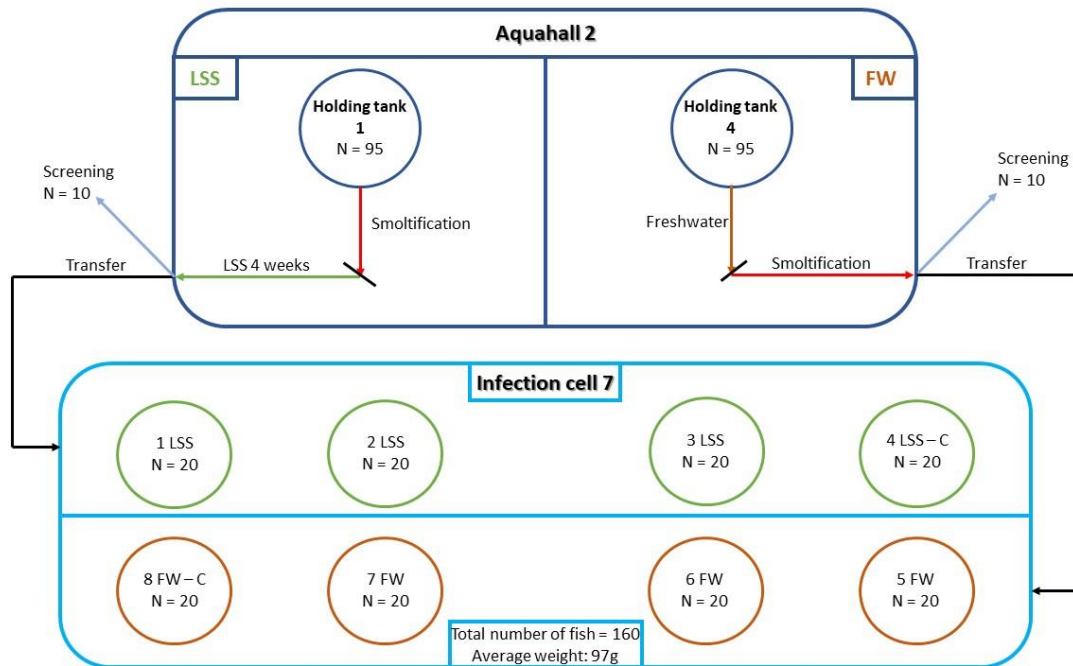 Aquahall 2
LSS
FW
Holding tank
1
N = 95
Holding tank
4
N = 95
Screening
N = 10
Screening
N = 10
Smoltification
Freshwater
Transfer
LSS 4 weeks
Smoltification
Transfer
Infection cell 7
1 LSS
N = 20
2 LSS
N = 20
3 LSS
N = 20
4 LSS – C
N = 20
8 FW – C
N = 20
7 FW
N = 20
6 FW
N = 20
5 FW
N = 20
Total number of fish = 160
Average weight: 97g